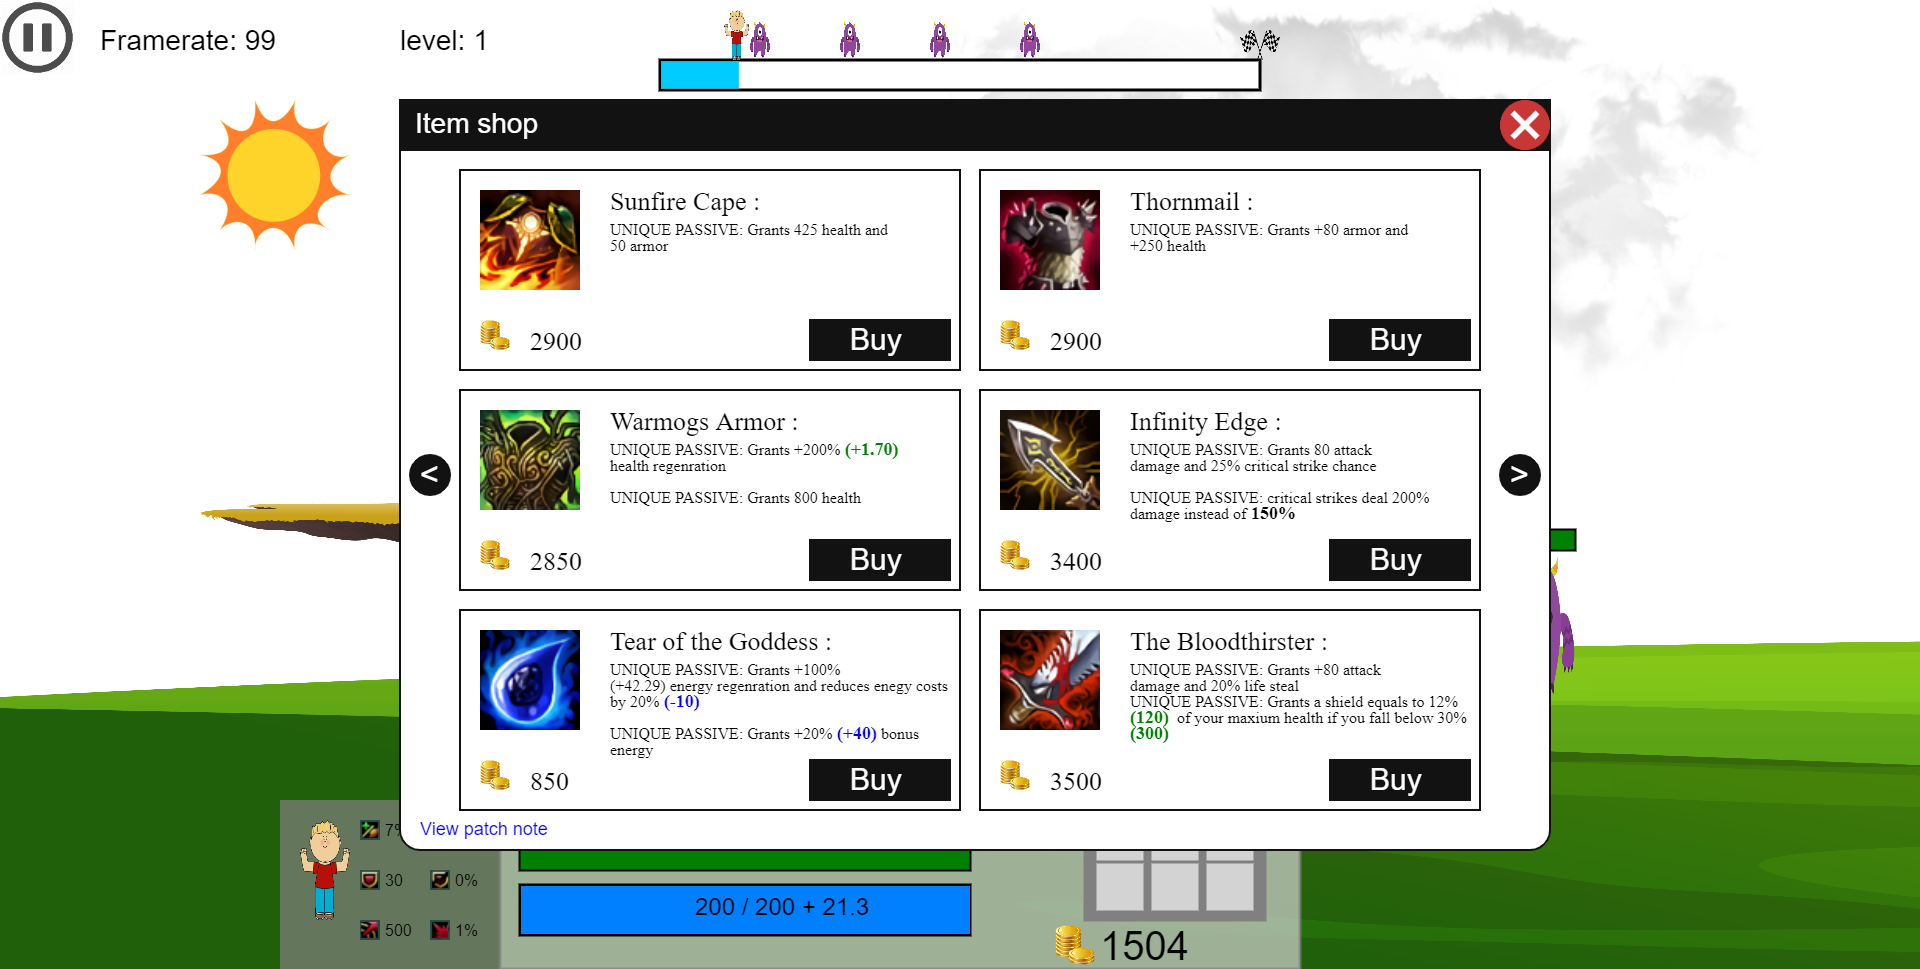 Framerate: 99
level: 1
Item shop
Sunfire Cape :
UNIQUE PASSIVE: Grants 425 health and
50 armor
2900
Buy
Thornmail :
UNIQUE PASSIVE: Grants +80 armor and
+250 health
2900
Buy
Warmogs Armor :
UNIQUE PASSIVE: Grants +200% (+1.70)
health regenration
UNIQUE PASSIVE: Grants 800 health
2850
Buy
Infinity Edge :
UNIQUE PASSIVE: Grants 80 attack
damage and 25% critical strike chance
UNIQUE PASSIVE: critical strikes deal 200%
damage instead of 150%
3400
Buy
<
>
Tear of the Goddess :
UNIQUE PASSIVE: Grants +100%
(+42.29) energy regenration and reduces enegy costs
by 20% (-10)
UNIQUE PASSIVE: Grants +20% (+40) bonus
energy
850
Buy
The Bloodthirster :
UNIQUE PASSIVE: Grants +80 attack
damage and 20% life steal
UNIQUE PASSIVE: Grants a shield equals to 12%
(120) of your maxium health if you fall below 30%
(300)
3500
Buy
View patch note
30
0%
500
1%
200 / 200 + 21.3
1504